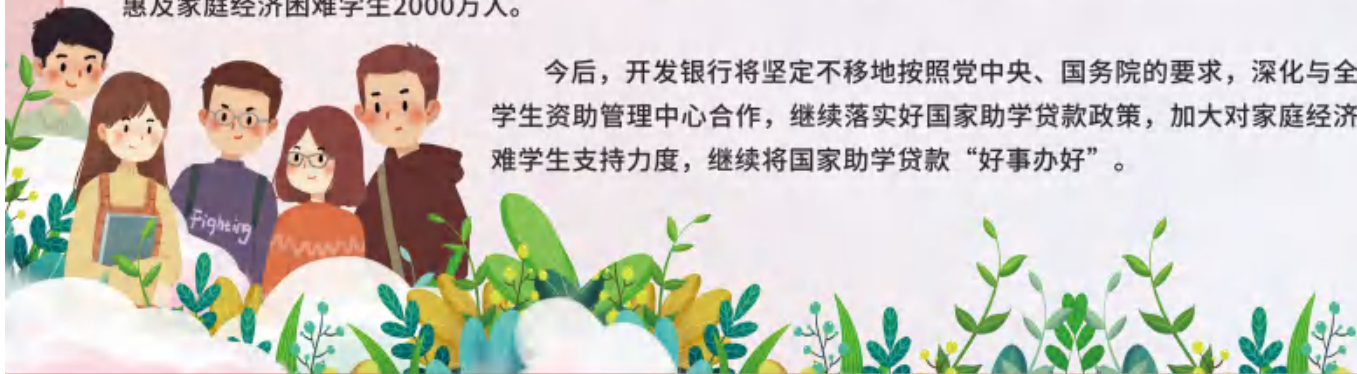 惠及家庭经济困难学生2000万人。
今后，开发银行将坚定不移地按照党中央、国务院的要求，深化与全
学生资助管理中心合作，继续落实好国家助学贷款政策，加大对家庭经济
难学生支持力度，继续将国家助学贷款“好事办好”。
Fighting